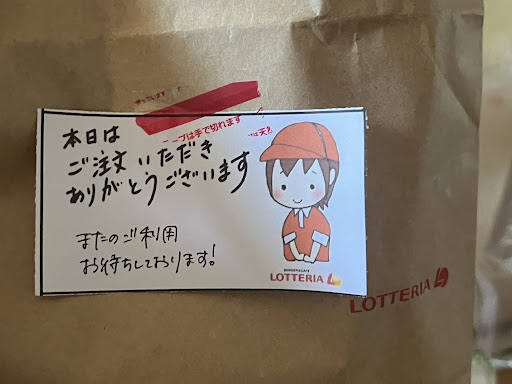 テープは手で切れます
本日は
ご注文いただき
ありがとうございます
またのご利用
お待ちしております!
BURGER & CAFE
LOTTERIA
LOTTERIA